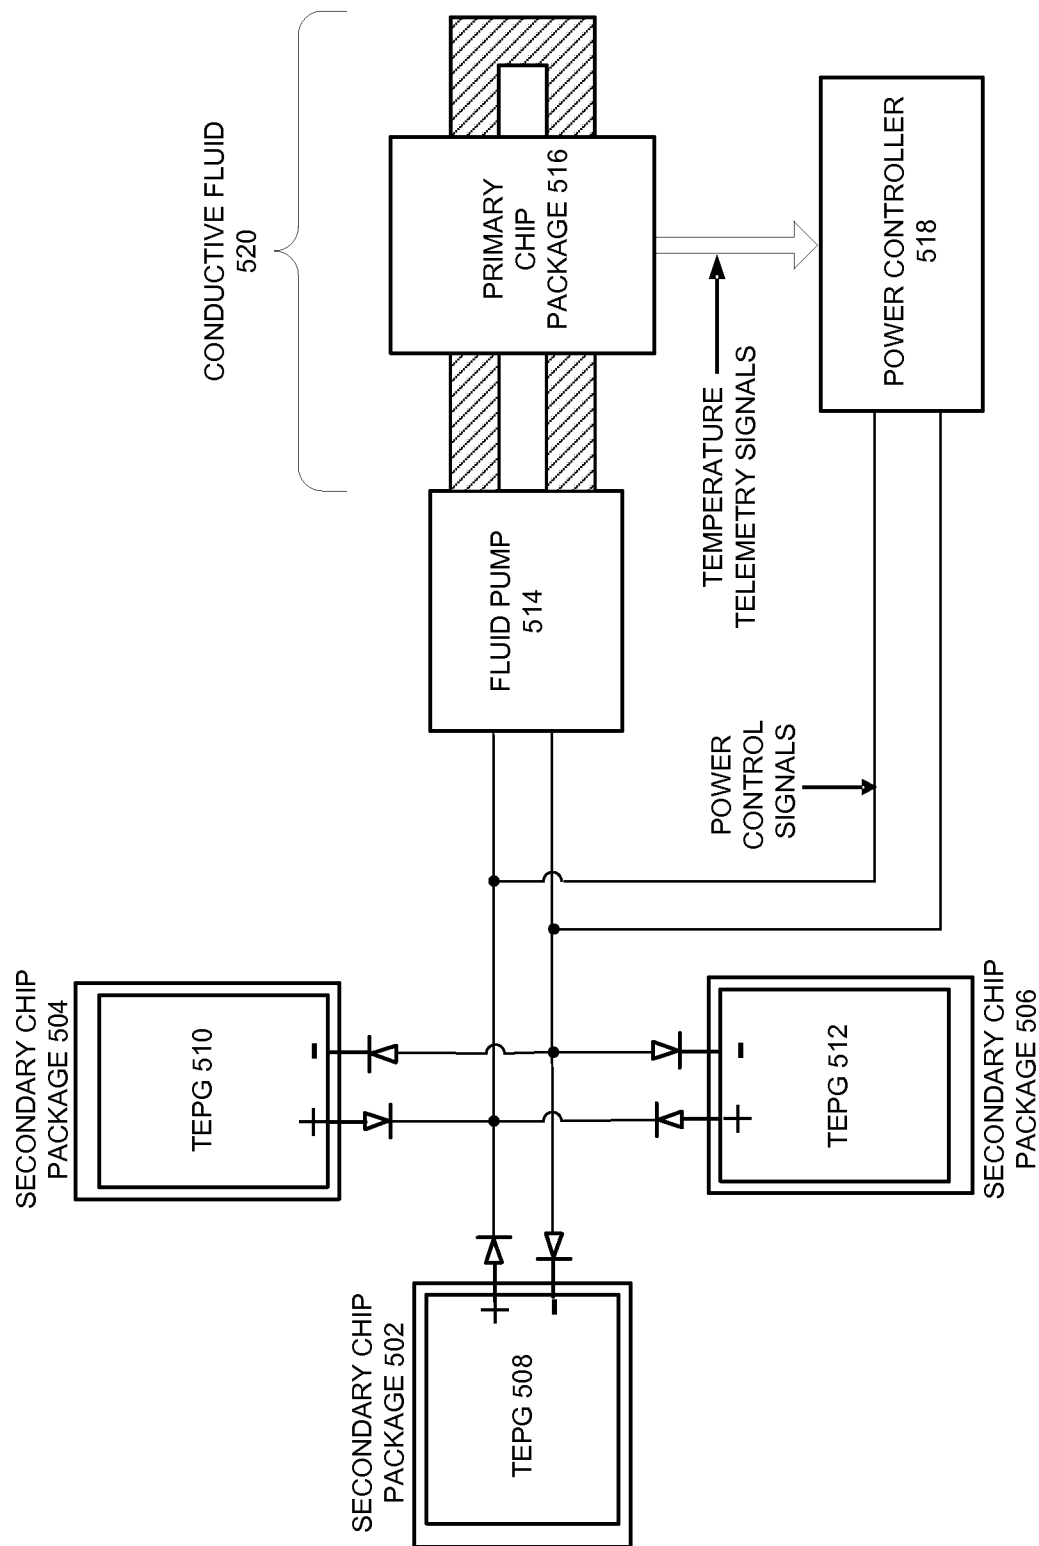 SECONDARY CHIP
PACKAGE 504
TEPG 510
+
-
SECONDARY CHIP
PACKAGE 502
TEPG 508
+
-
SECONDARY CHIP
PACKAGE 506
TEPG 512
+
-
FLUID PUMP
514
CONDUCTIVE FLUID
520
PRIMARY
CHIP
PACKAGE 516
TEMPERATURE
TELEMETRY SIGNALS
POWER
CONTROL
SIGNALS
POWER CONTROLLER
518